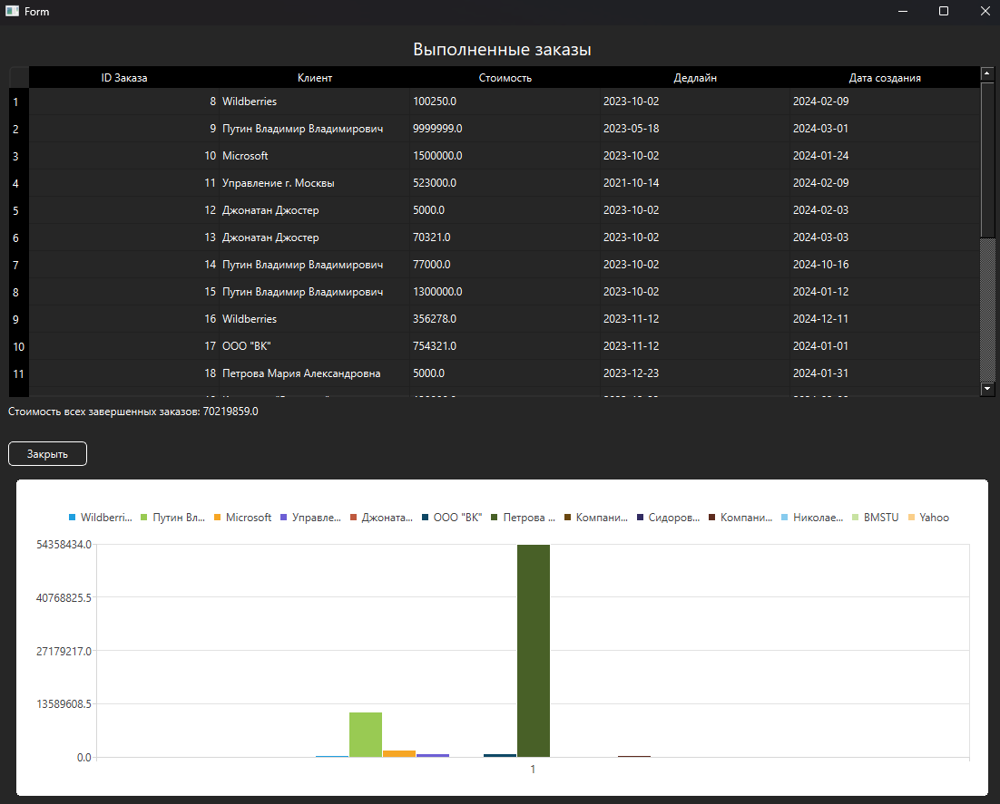 Form
Выполненные заказы
ID Заказа Клиент Стоимость Дедлайн Дата создания
1 8 Wildberries 100250.0 2023-10-02 2024-02-09
2 9 Путин Владимир Владимирович 9999999.0 2023-05-18 2024-03-01
3 10 Microsoft 1500000.0 2023-10-02 2024-01-24
4 11 Управление г. Москвы 523000.0 2021-10-14 2024-02-09
5 12 Джонатан Джостер 5000.0 2023-10-02 2024-02-03
6 13 Джонатан Джостер 70321.0 2023-10-02 2024-03-03
7 14 Путин Владимир Владимирович 77000.0 2023-10-02 2024-10-16
8 15 Путин Владимир Владимирович 1300000.0 2023-10-02 2024-01-12
9 16 Wildberries 356278.0 2023-11-12 2024-12-11
10 17 ООО "ВК" 754321.0 2023-11-12 2024-01-01
11 18 Петрова Мария Александровна 5000.0 2023-12-23 2024-01-31
Стоимость всех завершенных заказов: 70219859.0
Закрыть
Wildberri... Путин Вл... Microsoft Управле... Джоната... ООО "ВК" Петрова ... Компани... Сидоров... Компани... Николае... BMSTU Yahoo
54358434.0
40768825.5
27179217.0
13589608.5
0.0
1